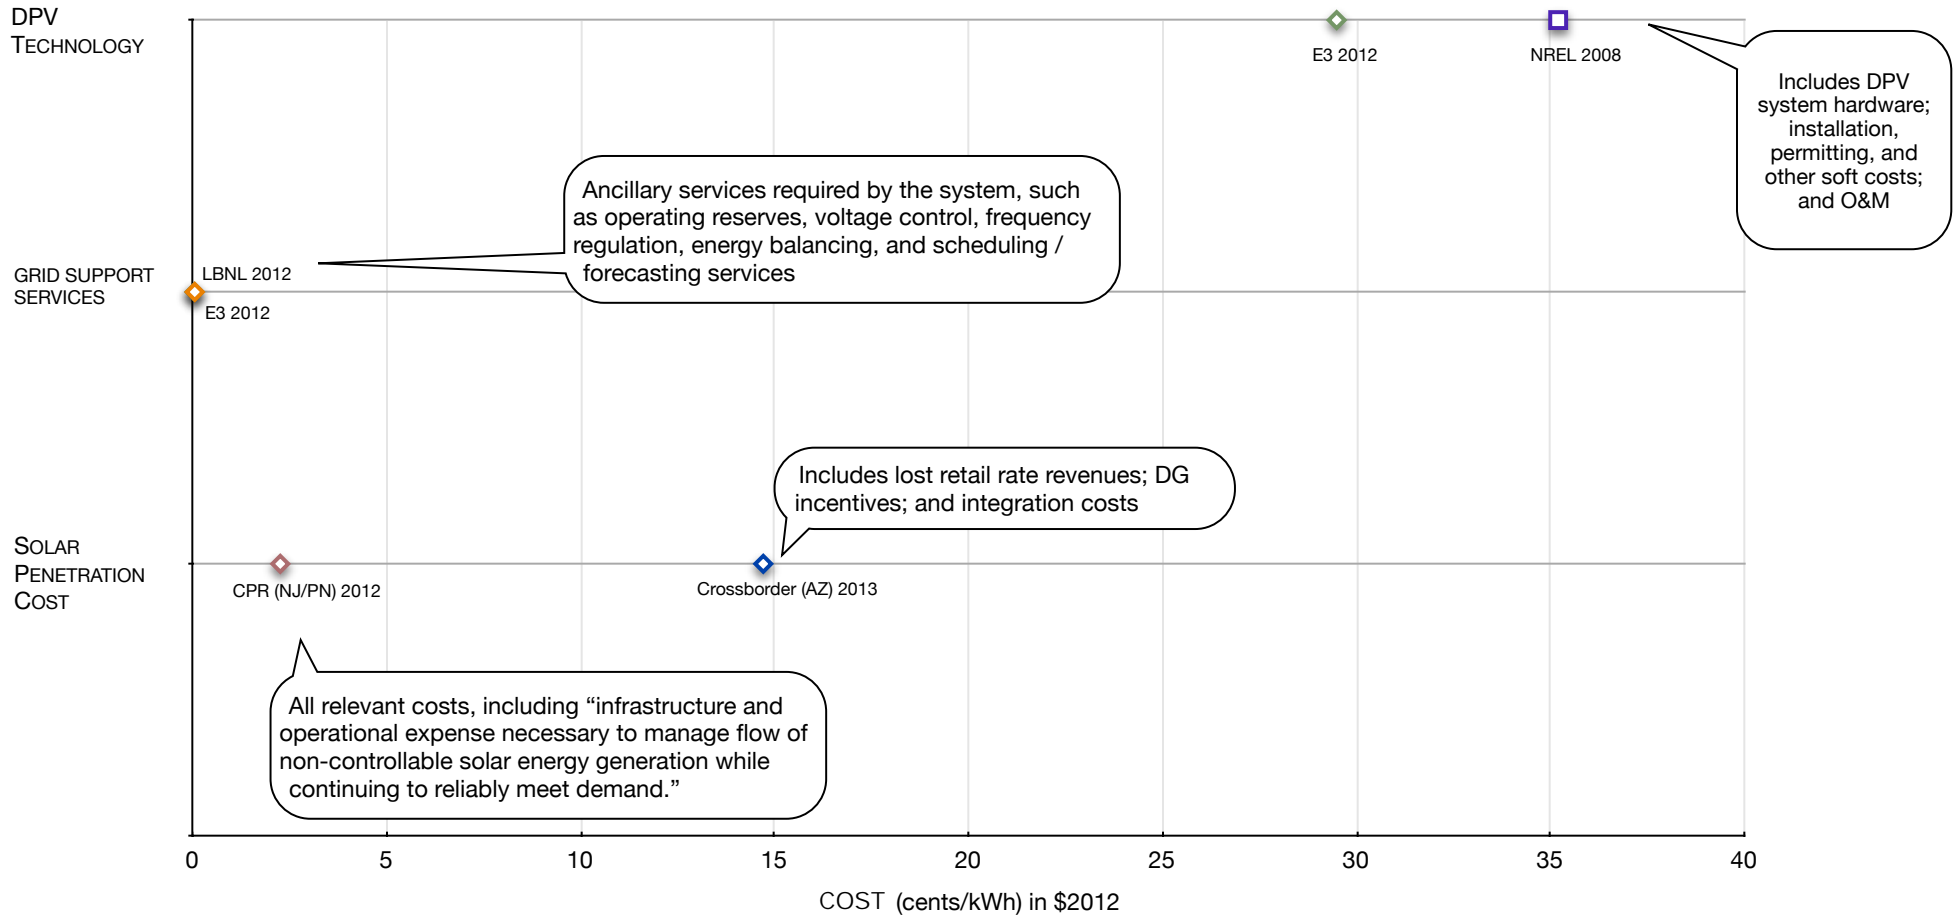 DPV
TECHNOLOGY
E3 2012
NREL 2008
Includes DPV
system hardware;
installation,
permitting, and
other soft costs;
and O&M
Ancillary services required by the system, such
as operating reserves, voltage control, frequency
regulation, energy balancing, and scheduling /
forecasting services
GRID SUPPORT
SERVICES
LBNL 2012
E3 2012
Includes lost retail rate revenues; DG
incentives; and integration costs
SOLAR
PENETRATION
COST
CPR (NJ/PN) 2012
Crossborder (AZ) 2013
All relevant costs, including “infrastructure and
operational expense necessary to manage flow of
non-controllable solar energy generation while
continuing to reliably meet demand.”
0 5 10 15 20 25 30 35 40
COST (cents/kWh) in $2012